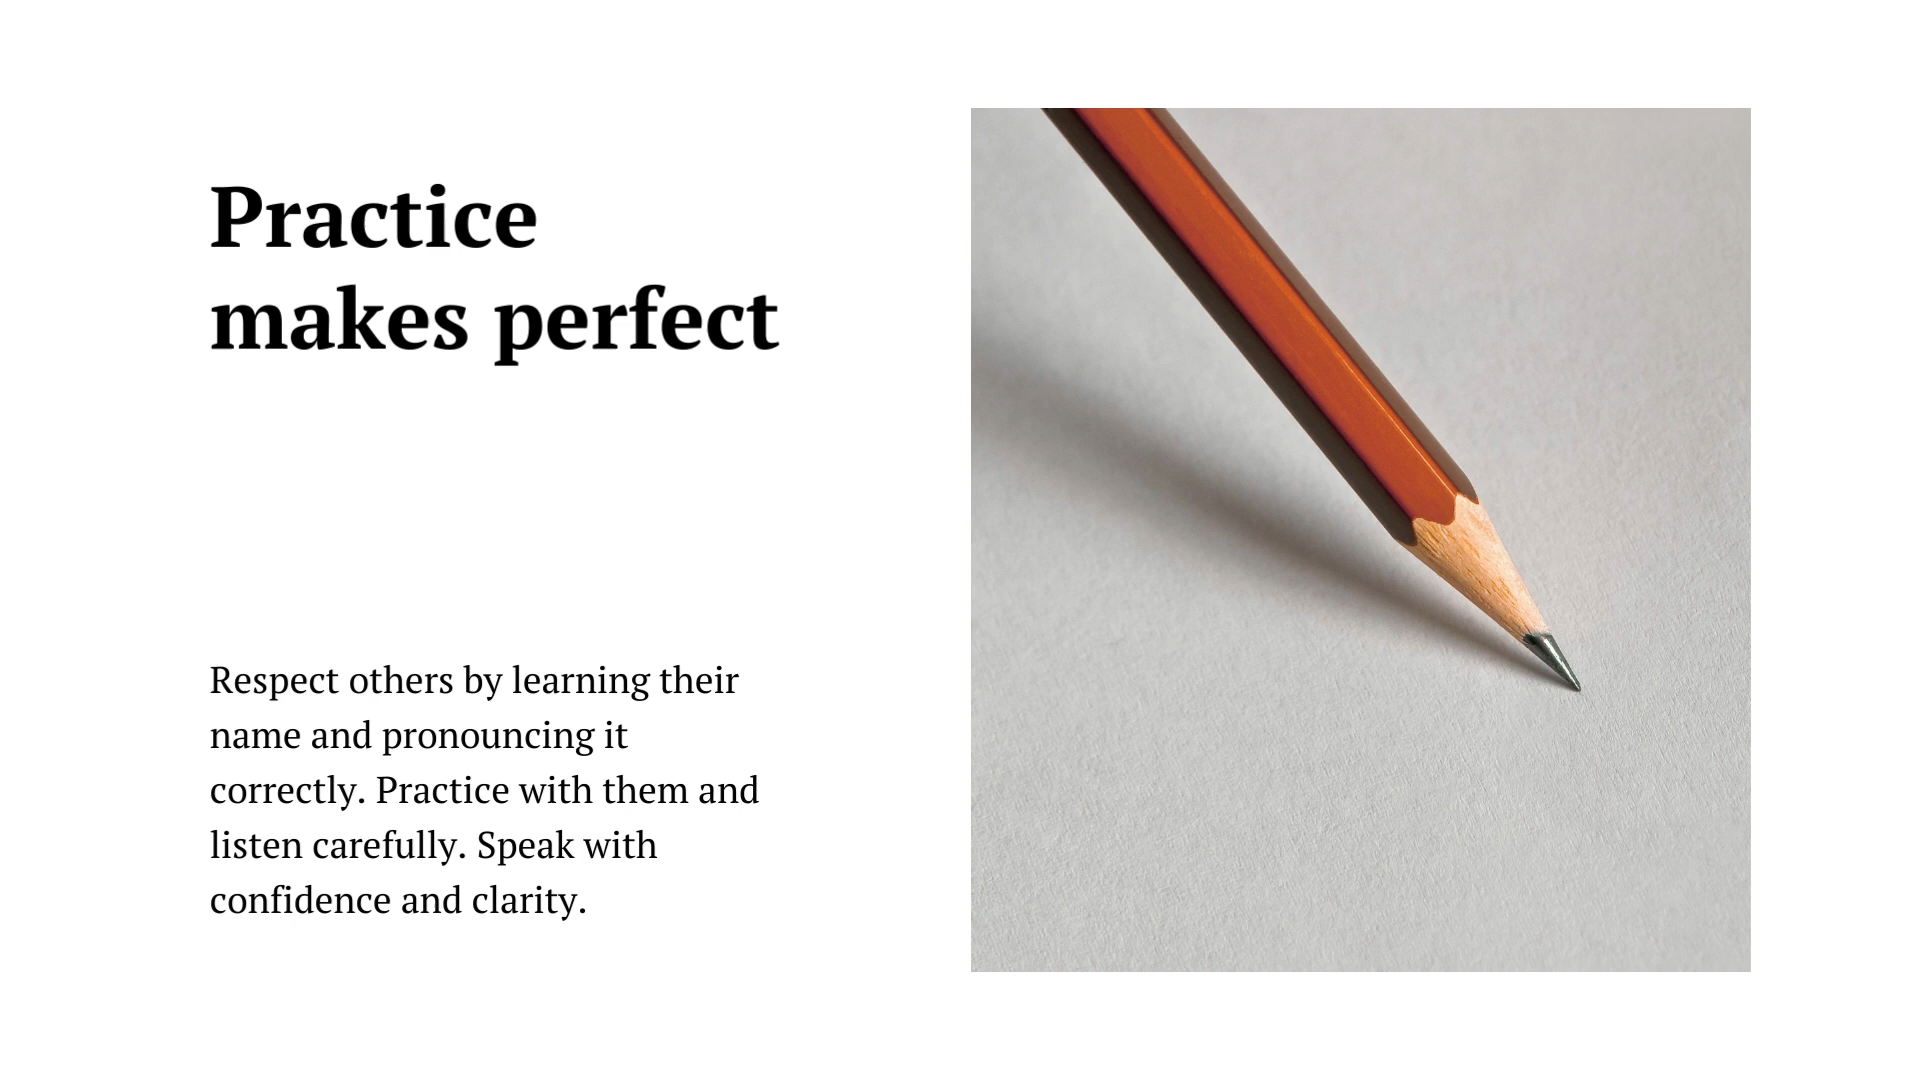 Practice
makes perfect
Respect others by learning their
name and pronouncing it
correctly. Practice with them and
listen carefully. Speak with
confidence and clarity.